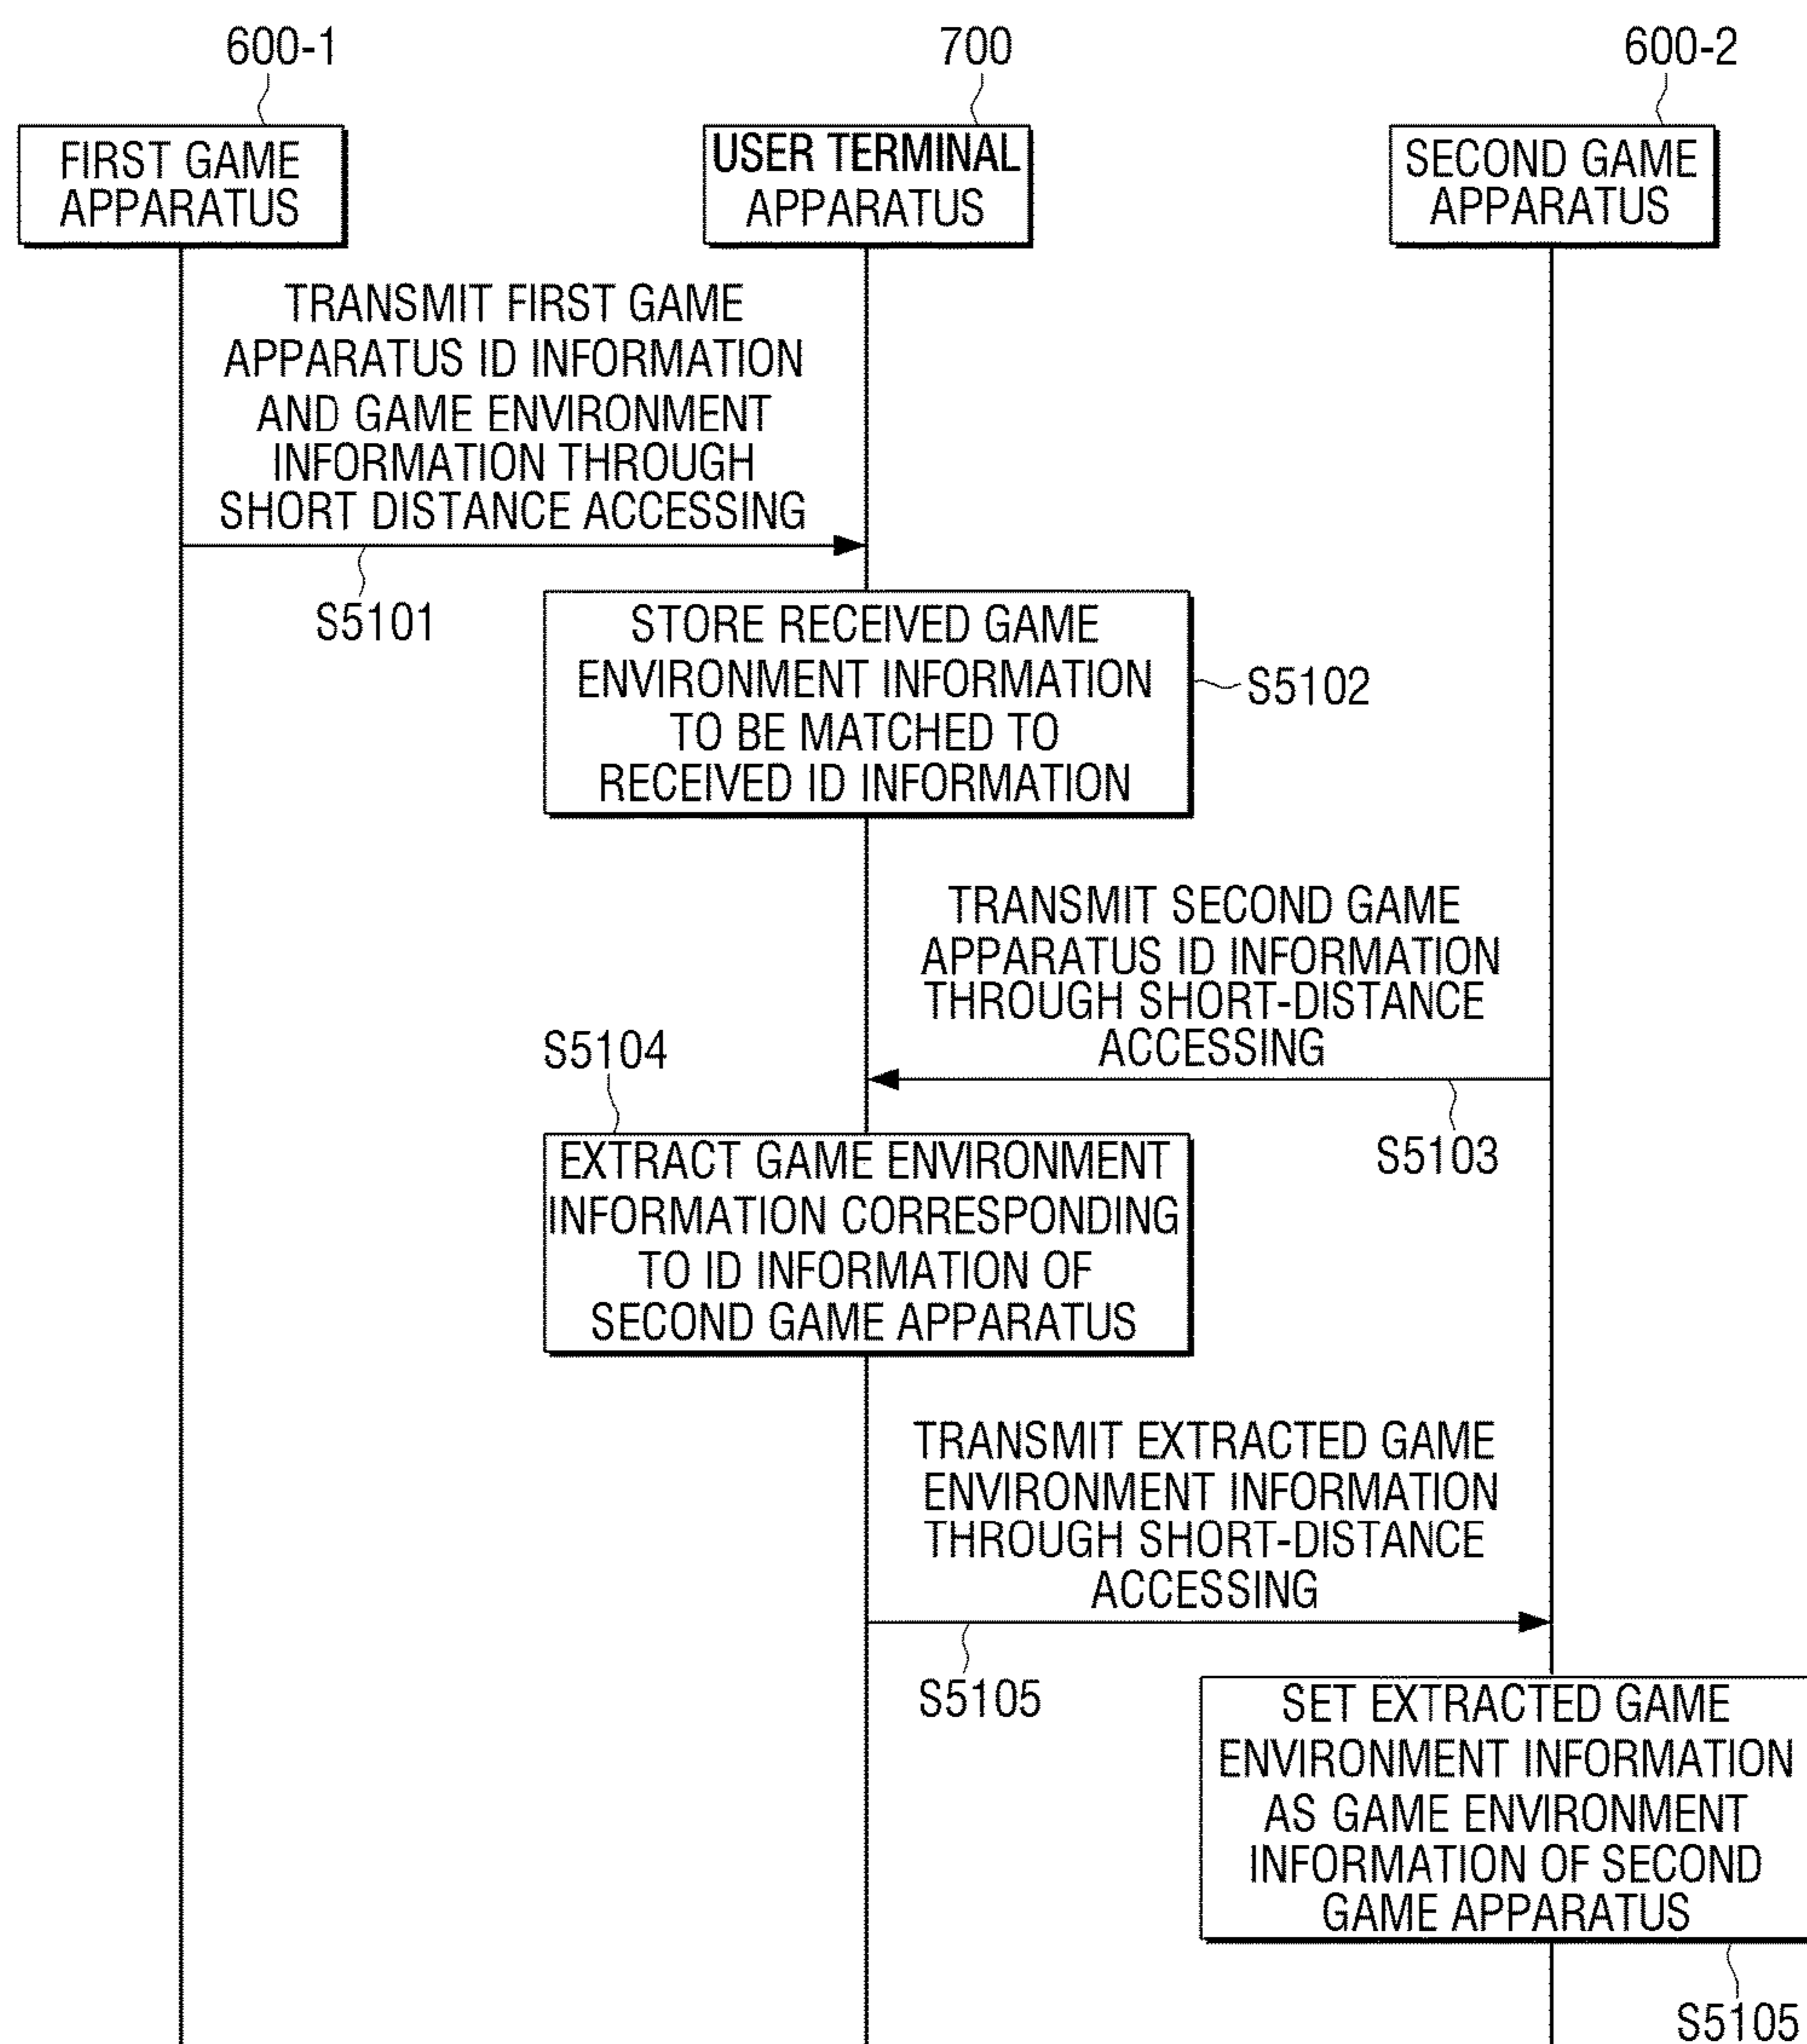 600-1
700
600-2
FIRST GAME
APPARATUS
USER TERMINAL
APPARATUS
SECOND GAME
APPARATUS
TRANSMIT FIRST GAME
APPARATUS ID INFORMATION
AND GAME ENVIRONMENT
INFORMATION THROUGH
SHORT DISTANCE ACCESSING
S5101
STORE RECEIVED GAME
ENVIRONMENT INFORMATION
TO BE MATCHED TO
RECEIVED ID INFORMATION
S5102
TRANSMIT SECOND GAME
APPARATUS ID INFORMATION
THROUGH SHORT-DISTANCE
ACCESSING
S5103
S5104
EXTRACT GAME ENVIRONMENT
INFORMATION CORRESPONDING
TO ID INFORMATION OF
SECOND GAME APPARATUS
TRANSMIT EXTRACTED GAME
ENVIRONMENT INFORMATION
THROUGH SHORT-DISTANCE
ACCESSING
S5105
SET EXTRACTED GAME
ENVIRONMENT INFORMATION
AS GAME ENVIRONMENT
INFORMATION OF SECOND
GAME APPARATUS
S5105